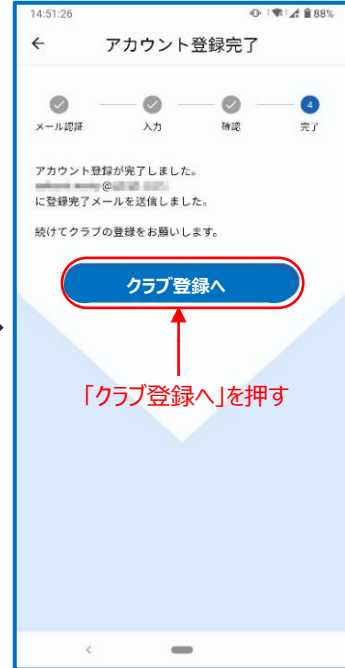 14:51:26
88%
アカウント登録完了
4
メール認証 入力 確認 完了
アカウント登録が完了しました。
@
に登録完了メールを送信しました。
続けてクラブの登録をお願いします。
クラブ登録へ
「クラブ登録へ」を押す